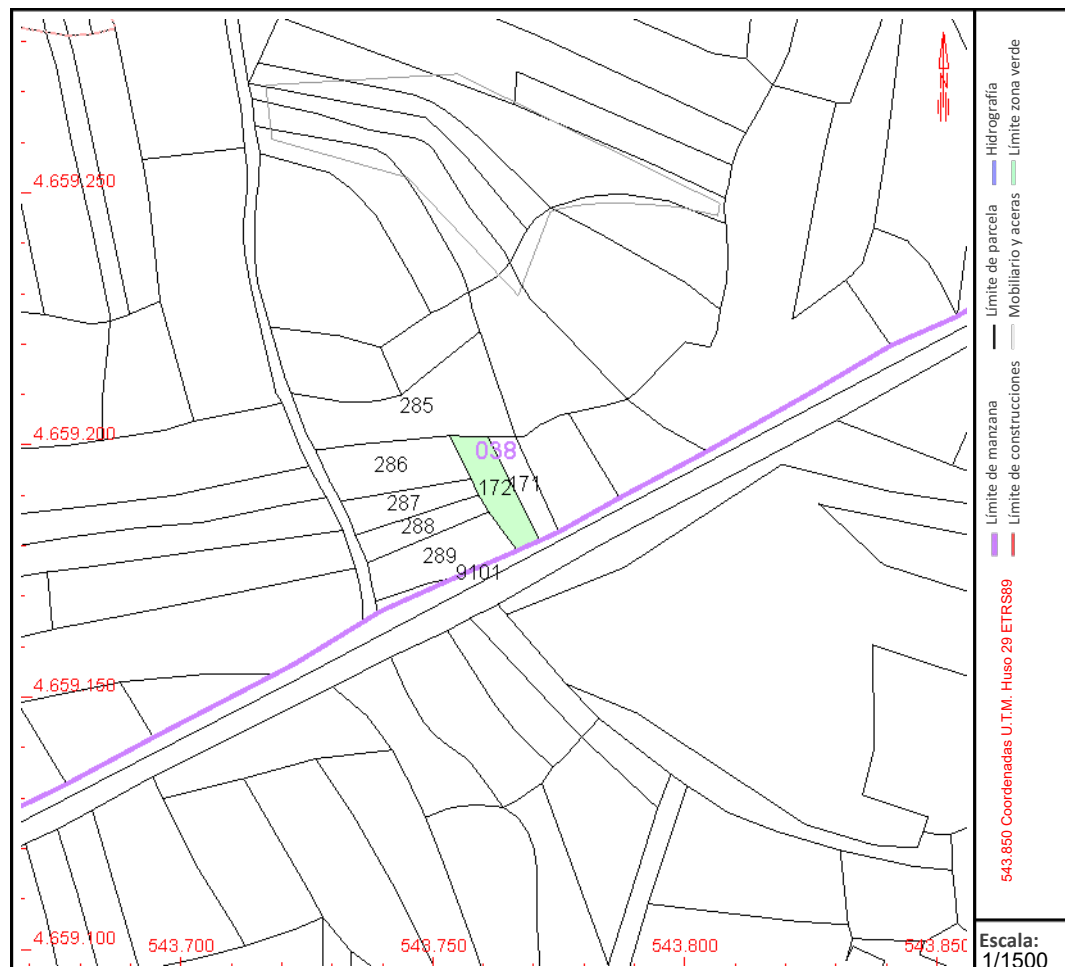 4.659.250
285
4.659.200
038
286
171
172
287
288
289
9101
4.659.150
4.659.100
543.700
543.750
543.800
543.850
N
Hidrografía
Límite zona verde
Límite de parcela
Mobiliario y aceras
Límite de manzana
Límite de construcciones
543.850 Coordenadas U.T.M. Huso 29 ETRS89
Escala:
1/1500